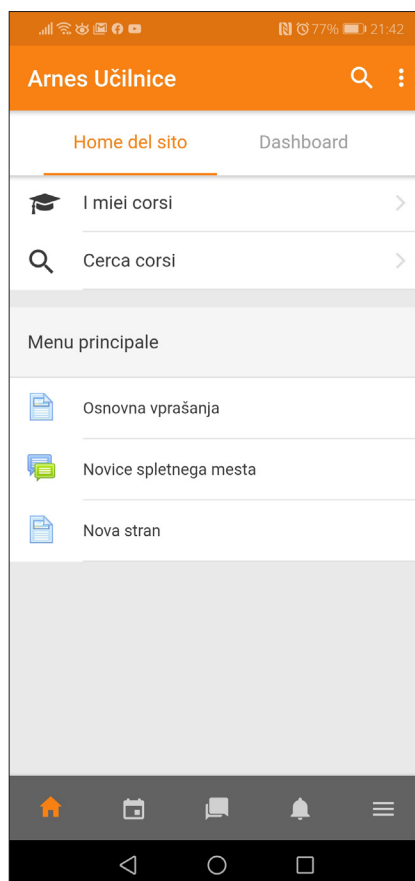 77% 21:42
Arnes Učilnice
Home del sito Dashboard
I miei corsi
Cerca corsi
Menu principale
Osnovna vprašanja
Novice spletnega mesta
Nova stran